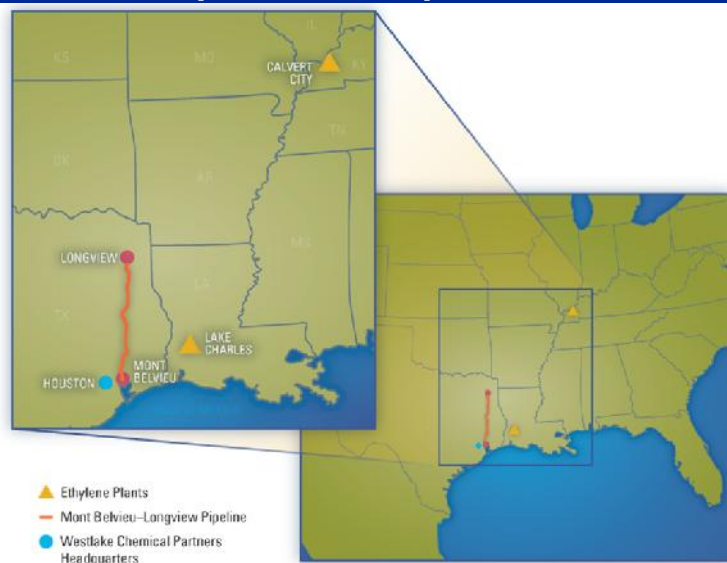 KS
MO
IL
KY
CALVERT
CITY
TN
OK
AR
MS
LONGVIEW
LA
TX
LAKE
CHARLES
MONT
BELVIEU
HOUSTON
Ethylene Plants
Mont Belvieu–Longview Pipeline
Westlake Chemical Partners
Headquarters